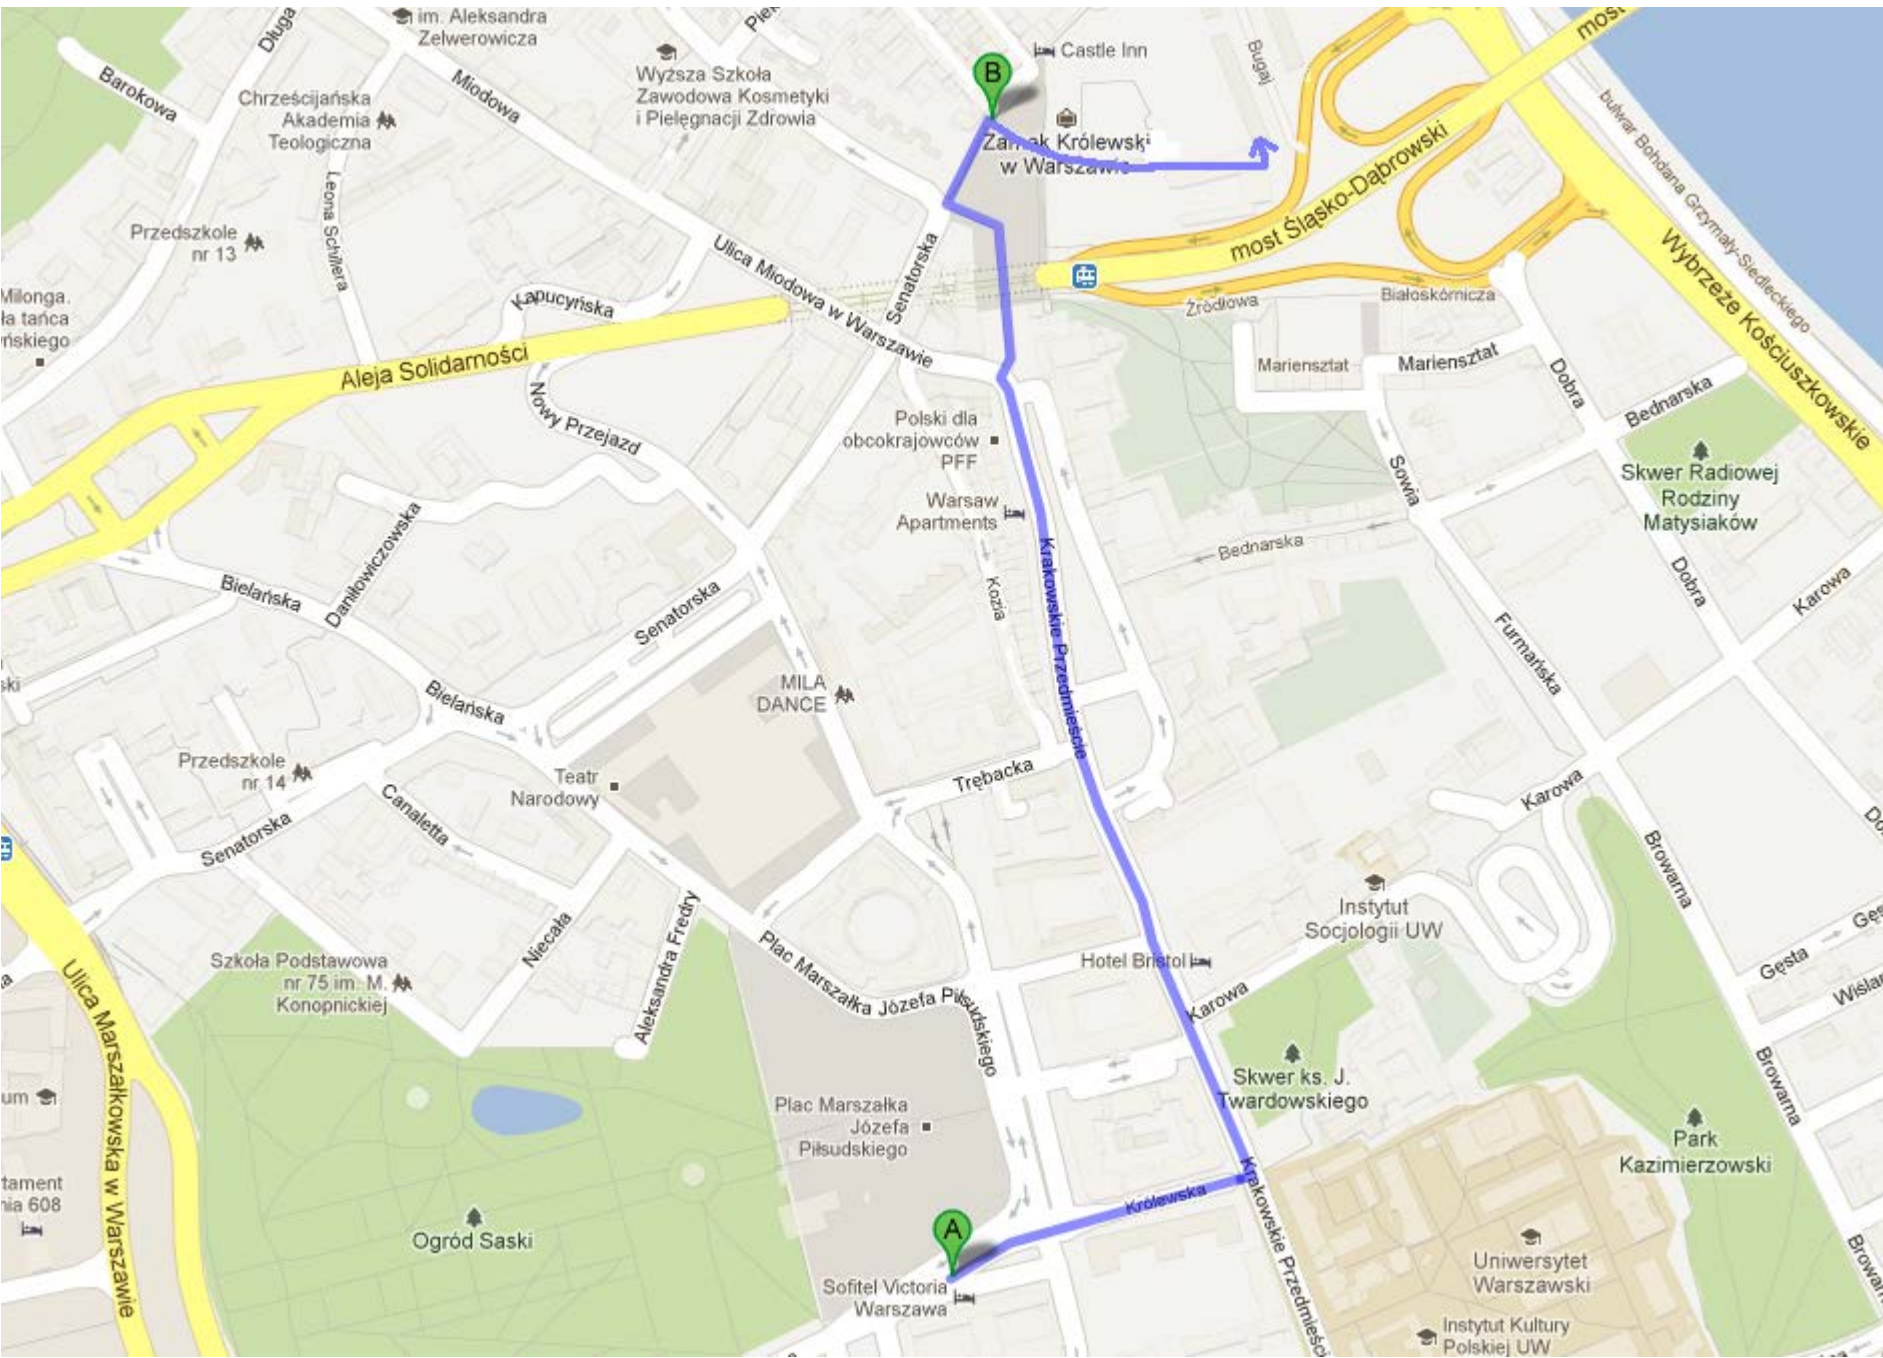 im. Aleksandra
Zelwerowicza
Długa
Barokowa
Miodowa
Wyższa Szkoła
Zawodowa Kosmetyki
i Pielęgnacji Zdrowia
Chrześcijańska
Akademia
Teologiczna
B
Castle Inn
Bugaj
most
bulwar Bohdana Grzymały-Siedleckiego
Zamek Królewski
w Warszawie
Leona Schillera
Przedszkole
nr 13
Ulica Miodowa w Warszawie
Senatorska
most Śląsko-Dąbrowski
Wybrzeże Kościuszkowskie
Milonga.
Kapucyńska
Źródłowa
Białoskórnicza
Aleja Solidarności
Mariensztat
Mariensztat
Dobra
Bednarska
Nowy Przejazd
Polski dla
obcokrajowców
PFF
Sowia
Skwer Radiowej
Rodziny
Matysiaków
Warsaw
Apartments
Daniłowiczowska
Krakowskie Przedmieście
Bednarska
Bielańska
Senatorska
Kozia
Dobra
Karowa
Furmańska
MILA
DANCE
Bielańska
Przedszkole
nr 14
Teatr
Narodowy
Trębacka
Karowa
Canaletta
Senatorska
Browarna
Instytut
Socjologii UW
Niecała
Aleksandra Fredry
Plac Marszałka Józefa Piłsudskiego
Hotel Bristol
Gęsta
Szkoła Podstawowa
nr 75 im. M.
Konopnickiej
Karowa
Ulica Marszałkowska w Warszawie
Skwer ks. J.
Twardowskiego
Browarna
Plac Marszałka
Józefa
Piłsudskiego
Park
Kazimierzowski
608
Królewska
Krakowskie Przedmieści
A
Ogród Saski
Sofitel Victoria
Warszawa
Uniwersytet
Warszawski
Instytut Kultury
Polskiej UW